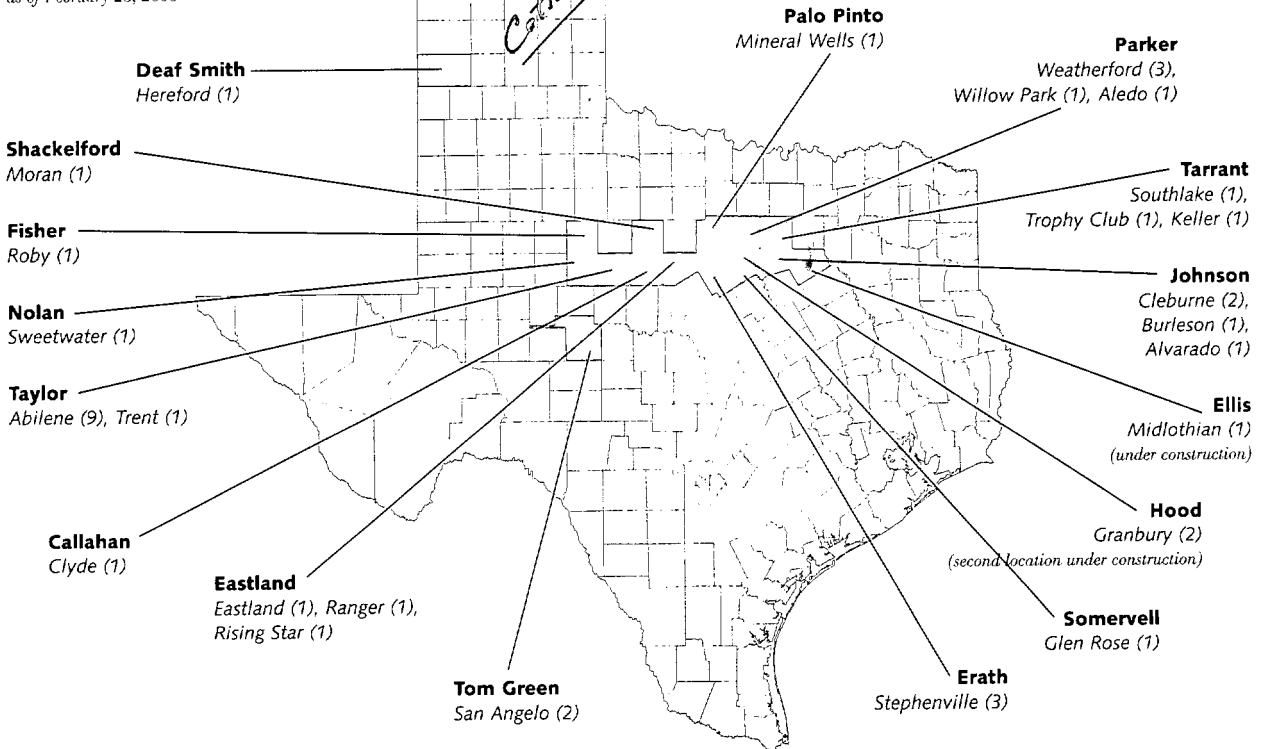 Palo Pinto
Mineral Wells (1)
Parker
Weatherford (3),
Willow Park (1), Aledo (1)
Deaf Smith
Hereford (1)
Shackelford
Moran (1)
Tarrant
Southlake (1),
Trophy Club (1), Keller (1)
Fisher
Roby (1)
Johnson
Cleburne (2),
Burleson (1),
Alvarado (1)
Nolan
Sweetwater (1)
Taylor
Abilene (9), Trent (1)
Ellis
Midlothian (1)
(under construction)
Hood
Granbury (2)
(second location under construction)
Callahan
Clyde (1)
Eastland
Eastland (1), Ranger (1),
Rising Star (1)
Somervell
Glen Rose (1)
Erath
Stephenville (3)
Tom Green
San Angelo (2)